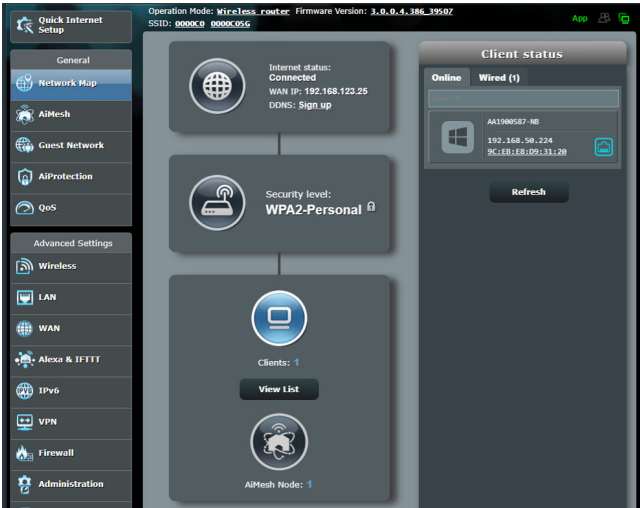 Quick Internet
Setup
Operation Mode: Wireless router Firmware Version: 3.0.0.4.386_39507
SSID: 0000C0 0000C05G
App
General
Network Map
AiMesh
Guest Network
AiProtection
QoS
Advanced Settings
Wireless
LAN
WAN
Alexa & IFTTT
IPv6
VPN
Firewall
Administration
Internet status:
Connected
WAN IP: 192.168.123.25
DDNS: Sign up
Security level:
WPA2-Personal
Clients: 1
View List
AiMesh Node: 1
Client status
Online Wired (1)
AA1900587-NB
192.168.50.224
9C:EB:E8:D9:31:20
Refresh